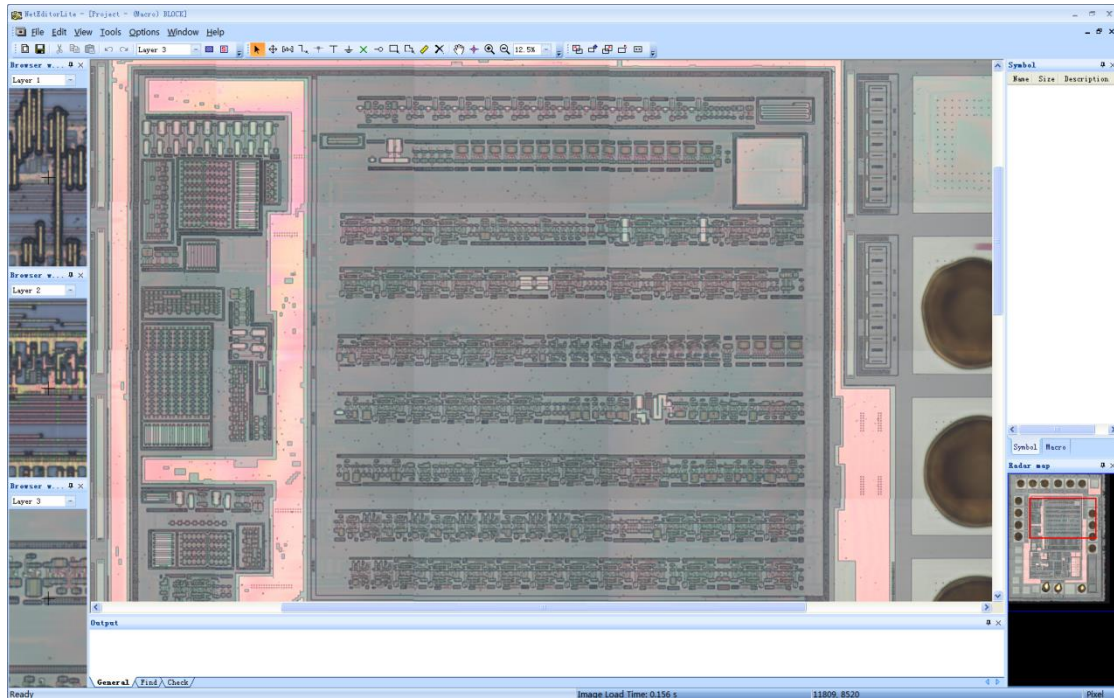 NetEditorLite - [Project - (Macro) BLOCK]
File Edit View Tools Options Window Help
Layer 3
12.5%
Browser w...
Layer 1
Browser w...
Layer 2
Browser w...
Layer 3
Symbol
Name Size Description
Symbol Macro
Radar map
Output
General Find Check
Ready
Image Load Time: 0.156 s
11809, 8520
Pixel